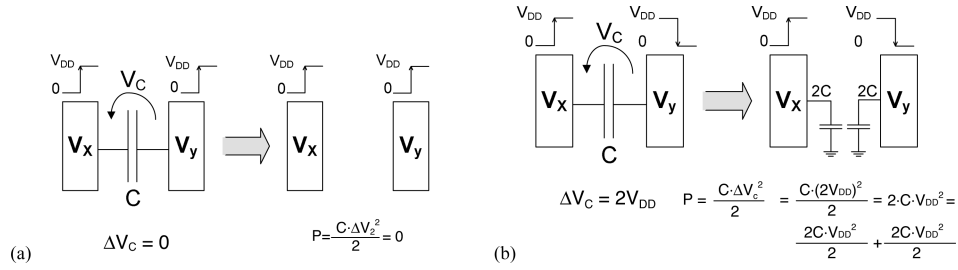 V_DD
0
V_DD
0
V_C
V_X
V_y
C
V_DD
0
V_DD
0
V_X
V_y
(a)
ΔV_C = 0
P= C·ΔV_2^2 / 2 = 0
V_DD
0
V_DD
0
V_C
V_X
V_y
C
V_DD
0
V_DD
0
V_X
2C
2C
V_y
(b)
ΔV_C = 2V_DD
P = C·ΔV_c^2 / 2 = C·(2V_DD)^2 / 2 = 2·C·V_DD^2 =
2C·V_DD^2 / 2 + 2C·V_DD^2 / 2